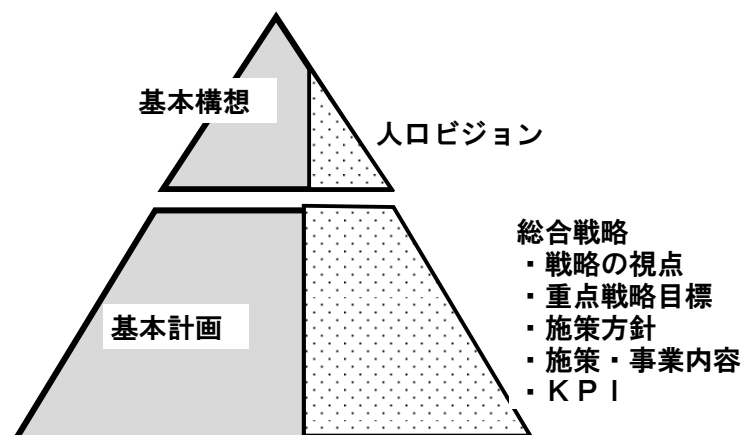 基本構想
人口ビジョン
基本計画
総合戦略
・戦略の視点
・重点戦略目標
・施策方針
・施策・事業内容
・ＫＰＩ